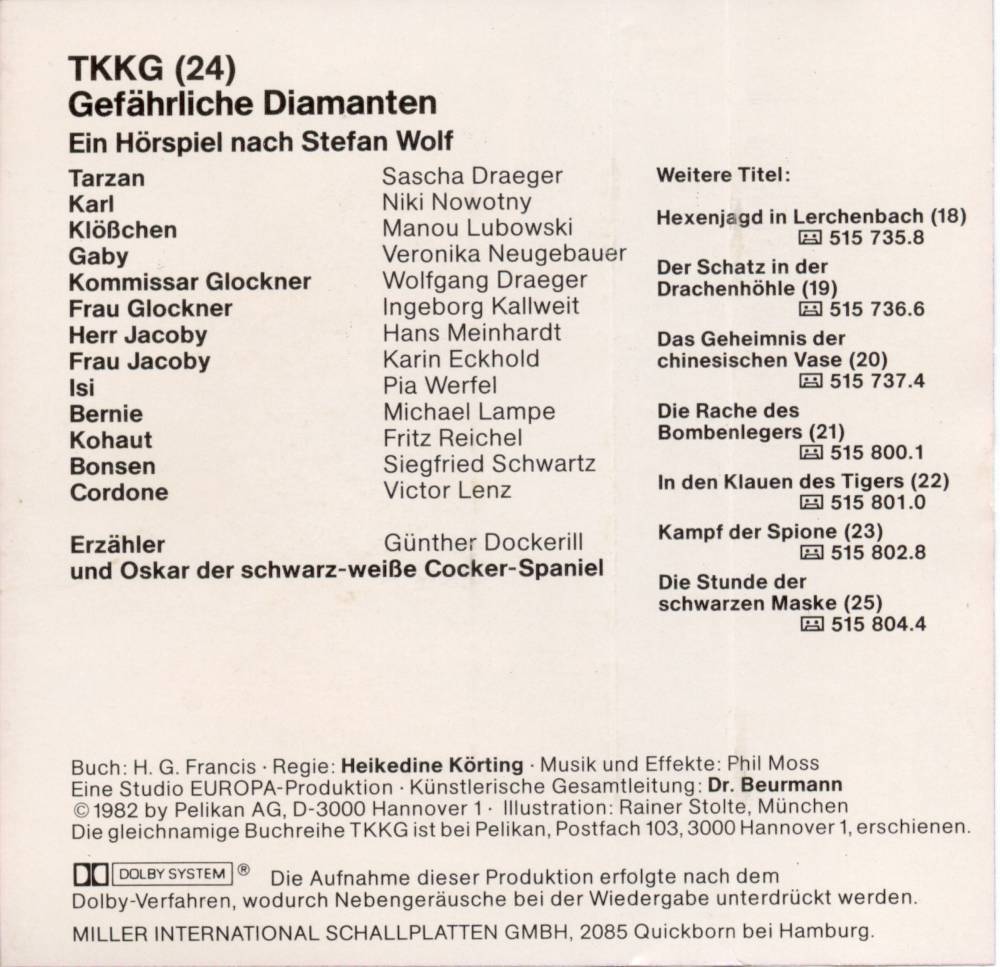 TKKG (24)
Gefährliche Diamanten
Ein Hörspiel nach Stefan Wolf
Tarzan Sascha Draeger
Karl Niki Nowotny
Klößchen Manou Lubowski
Gaby Veronika Neugebauer
Kommissar Glockner Wolfgang Draeger
Frau Glockner Ingeborg Kallweit
Herr Jacoby Hans Meinhardt
Frau Jacoby Karin Eckhold
Isi Pia Werfel
Bernie Michael Lampe
Kohaut Fritz Reichel
Bonsen Siegfried Schwartz
Cordone Victor Lenz
Erzähler Günther Dockerill
und Oskar der schwarz-weiße Cocker-Spaniel
Weitere Titel:
Hexenjagd in Lerchenbach (18)
515 735.8
Der Schatz in der
Drachenhöhle (19)
515 736.6
Das Geheimnis der
chinesischen Vase (20)
515 737.4
Die Rache des
Bombenlegers (21)
515 800.1
In den Klauen des Tigers (22)
515 801.0
Kampf der Spione (23)
515 802.8
Die Stunde der
schwarzen Maske (25)
515 804.4
Buch: H. G. Francis · Regie: Heikedine Körting · Musik und Effekte: Phil Moss
Eine Studio EUROPA-Produktion · Künstlerische Gesamtleitung: Dr. Beurmann
©1982 by Pelikan AG, D-3000 Hannover 1 · Illustration: Rainer Stolte, München
Die gleichnamige Buchreihe TKKG ist bei Pelikan, Postfach 103, 3000 Hannover 1, erschienen.
DOLBY SYSTEM ® Die Aufnahme dieser Produktion erfolgte nach dem
Dolby-Verfahren, wodurch Nebengeräusche bei der Wiedergabe unterdrückt werden.
MILLER INTERNATIONAL SCHALLPLATTEN GMBH, 2085 Quickborn bei Hamburg.